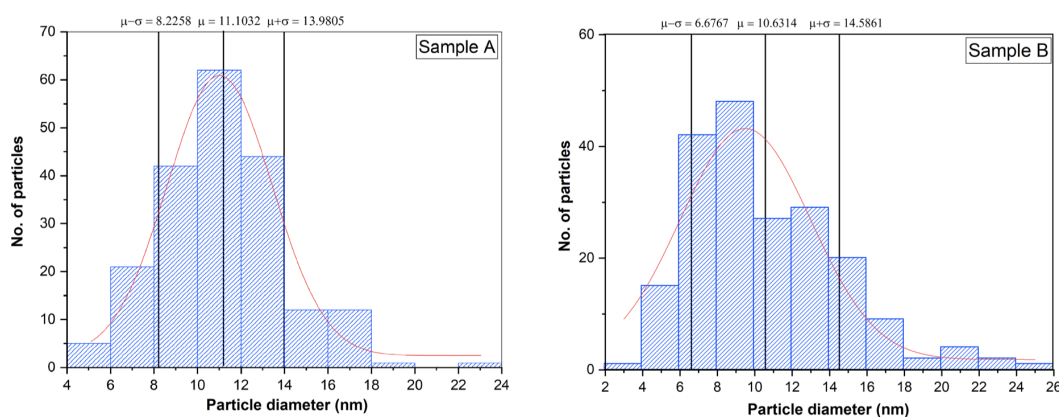 μ−σ = 8.2258 μ = 11.1032 μ+σ = 13.9805
Sample A
No. of particles
70
60
50
40
30
20
10
0
4 6 8 10 12 14 16 18 20 22 24
Particle diameter (nm)
μ−σ = 6.6767 μ = 10.6314 μ+σ = 14.5861
Sample B
No. of particles
60
40
20
0
2 4 6 8 10 12 14 16 18 20 22 24 26
Particle diameter (nm)